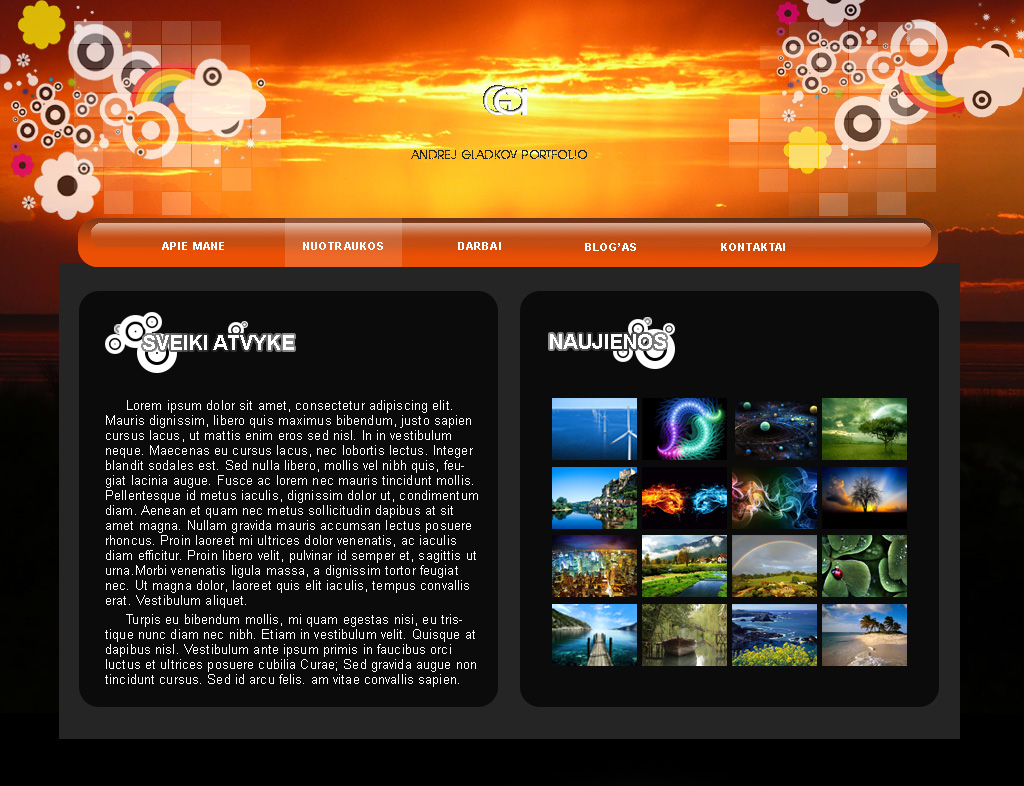 ANDREJ GLADKOV PORTFOLIO
APIE MANE NUOTRAUKOS DARBAI BLOG'AS KONTAKTAI
SVEIKI ATVYKE
Lorem ipsum dolor sit amet, consectetur adipiscing elit.
Mauris dignissim, libero quis maximus bibendum, justo sapien
cursus lacus, ut mattis enim eros sed nisl. In in vestibulum
neque. Maecenas eu cursus lacus, nec lobortis lectus. Integer
blandit sodales est. Sed nulla libero, mollis vel nibh quis, feu-
giat lacinia augue. Fusce ac lorem nec mauris tincidunt mollis.
Pellentesque id metus iaculis, dignissim dolor ut, condimentum
diam. Aenean et quam nec metus sollicitudin dapibus at sit
amet magna. Nullam gravida mauris accumsan lectus posuere
rhoncus. Proin laoreet mi ultrices dolor venenatis, ac iaculis
diam efficitur. Proin libero velit, pulvinar id semper et, sagittis ut
urna.Morbi venenatis ligula massa, a dignissim tortor feugiat
nec. Ut magna dolor, laoreet quis elit iaculis, tempus convallis
erat. Vestibulum aliquet.
Turpis eu bibendum mollis, mi quam egestas nisi, eu tris-
tique nunc diam nec nibh. Etiam in vestibulum velit. Quisque at
dapibus nisl. Vestibulum ante ipsum primis in faucibus orci
luctus et ultrices posuere cubilia Curae; Sed gravida augue non
tincidunt cursus. Sed id arcu felis. am vitae convallis sapien.
NAUJIENOS